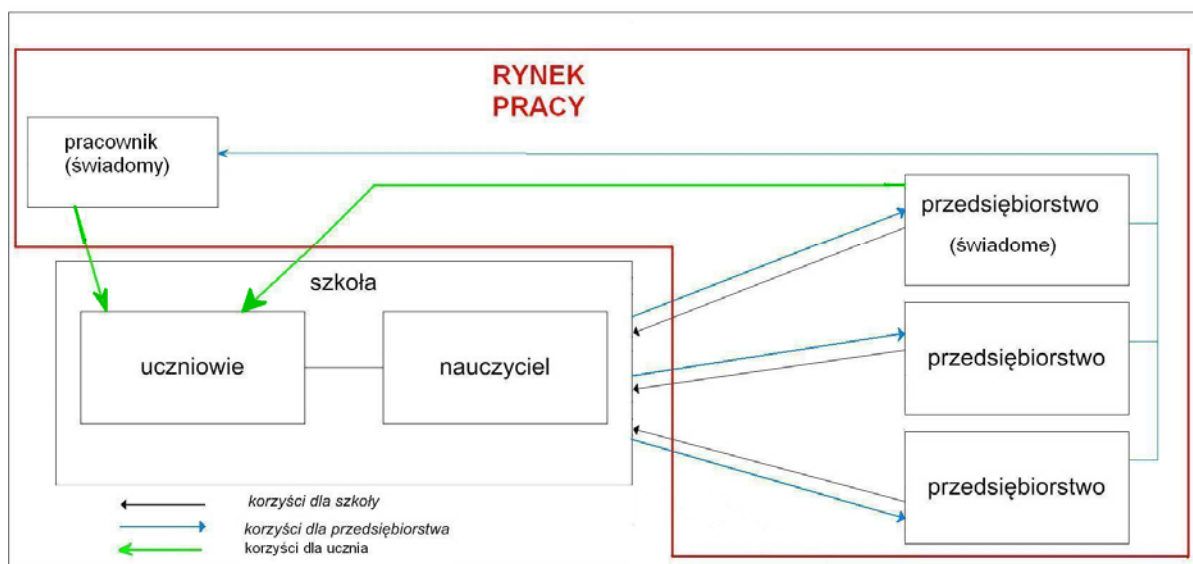 RYNEK
PRACY
pracownik
(świadomy)
przedsiębiorstwo
(świadome)
szkoła
uczniowie
nauczyciel
przedsiębiorstwo
przedsiębiorstwo
korzyści dla szkoły
korzyści dla przedsiębiorstwa
korzyści dla ucznia